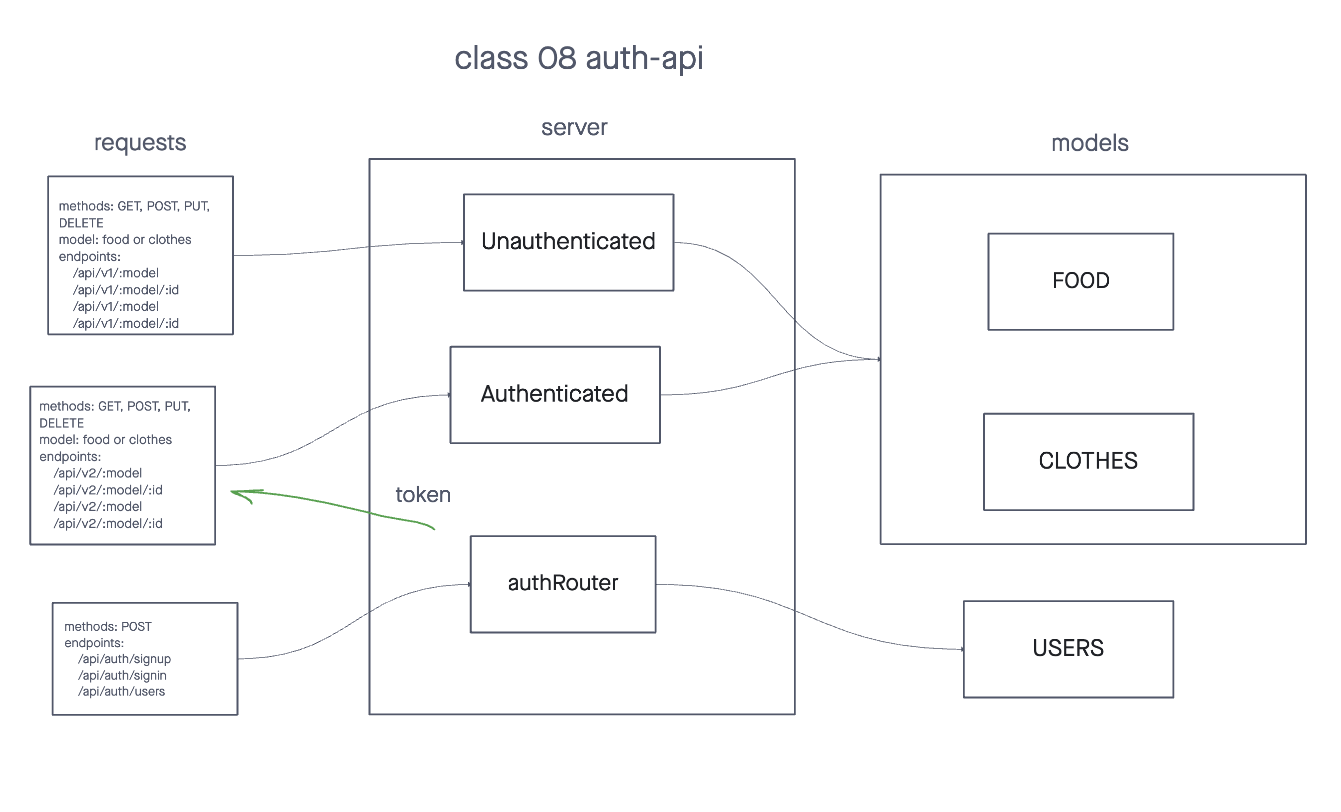 class 08 auth-api
requests
server
models
methods: GET, POST, PUT,
DELETE
model: food or clothes
endpoints:
/api/v1/:model
/api/v1/:model/:id
/api/v1/:model
/api/v1/:model/:id
Unauthenticated
FOOD
methods: GET, POST, PUT,
DELETE
model: food or clothes
endpoints:
/api/v2/:model
/api/v2/:model/:id
/api/v2/:model
/api/v2/:model/:id
Authenticated
CLOTHES
token
methods: POST
endpoints:
/api/auth/signup
/api/auth/signin
/api/auth/users
authRouter
USERS